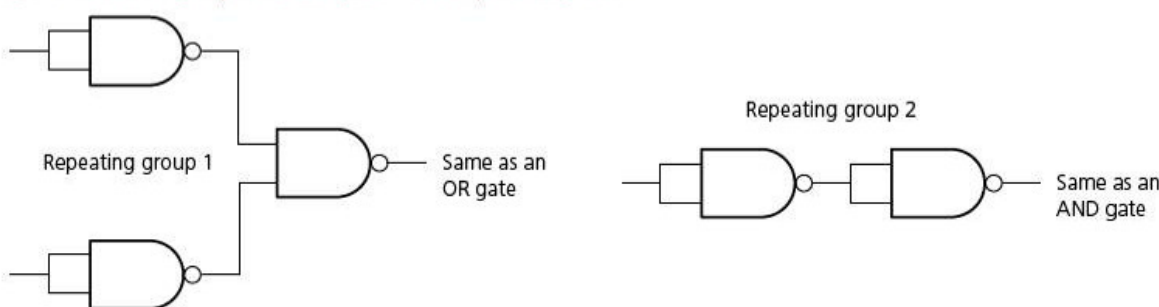 Repeating group 2
Repeating group 1
Same as an
OR gate
Same as an
AND gate